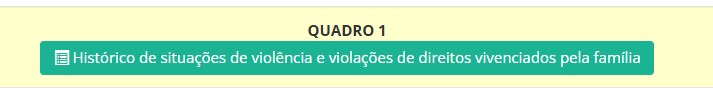 QUADRO 1
Histórico de situações de violência e violações de direitos vivenciados pela família